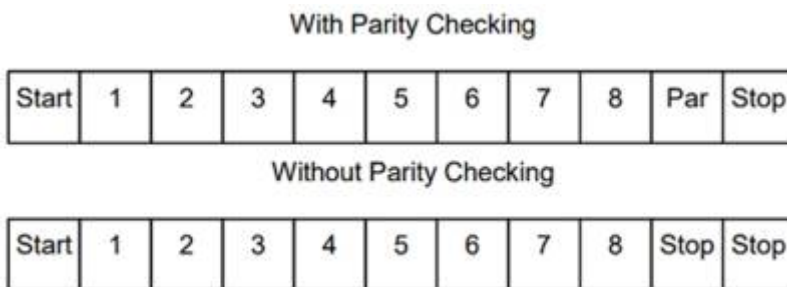 With Parity Checking
Start 1 2 3 4 5 6 7 8 Par Stop
Without Parity Checking
Start 1 2 3 4 5 6 7 8 Stop Stop